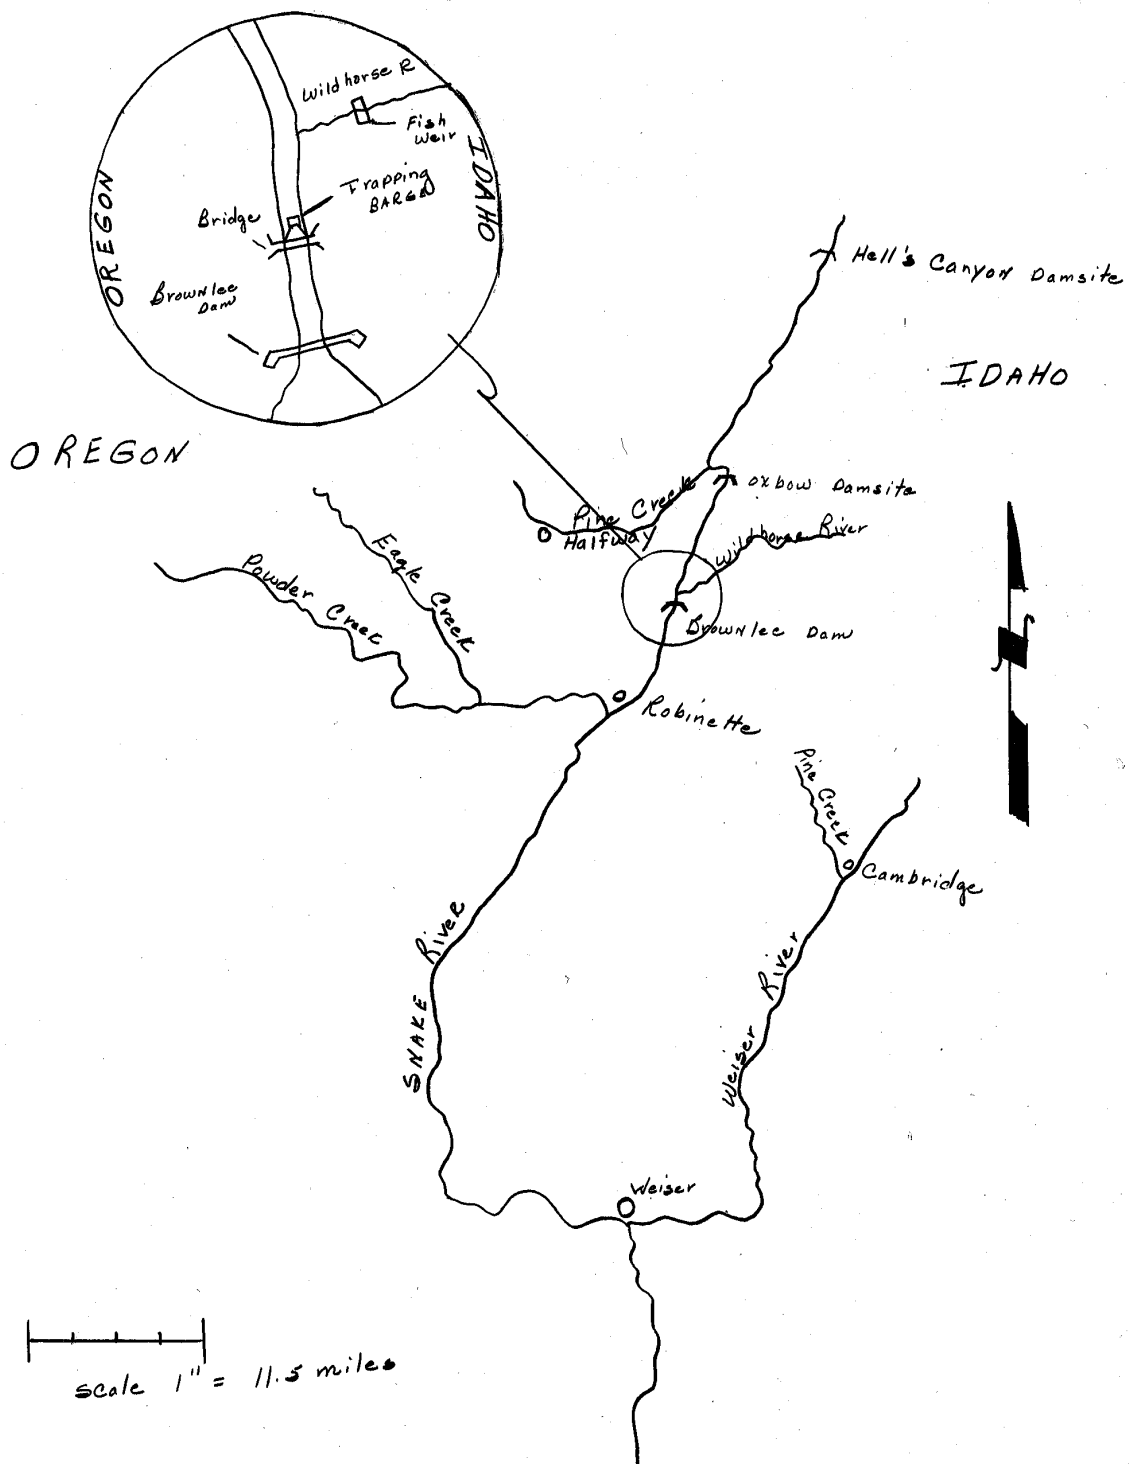 Wildhorse R
Fish
Weir
IDAHO
Trapping
BARGE
OREGON
Bridge
Brownlee
Dam
Hell's Canyon Damsite
IDAHO
OREGON
Oxbow Damsite
Pine Creek
Halfway
Wildhorse River
Eagle Creek
Powder Creek
Brownlee Dam
Robinette
Pine Creek
Cambridge
SNAKE River
Weiser River
Weiser
N
scale 1" = 11.5 miles